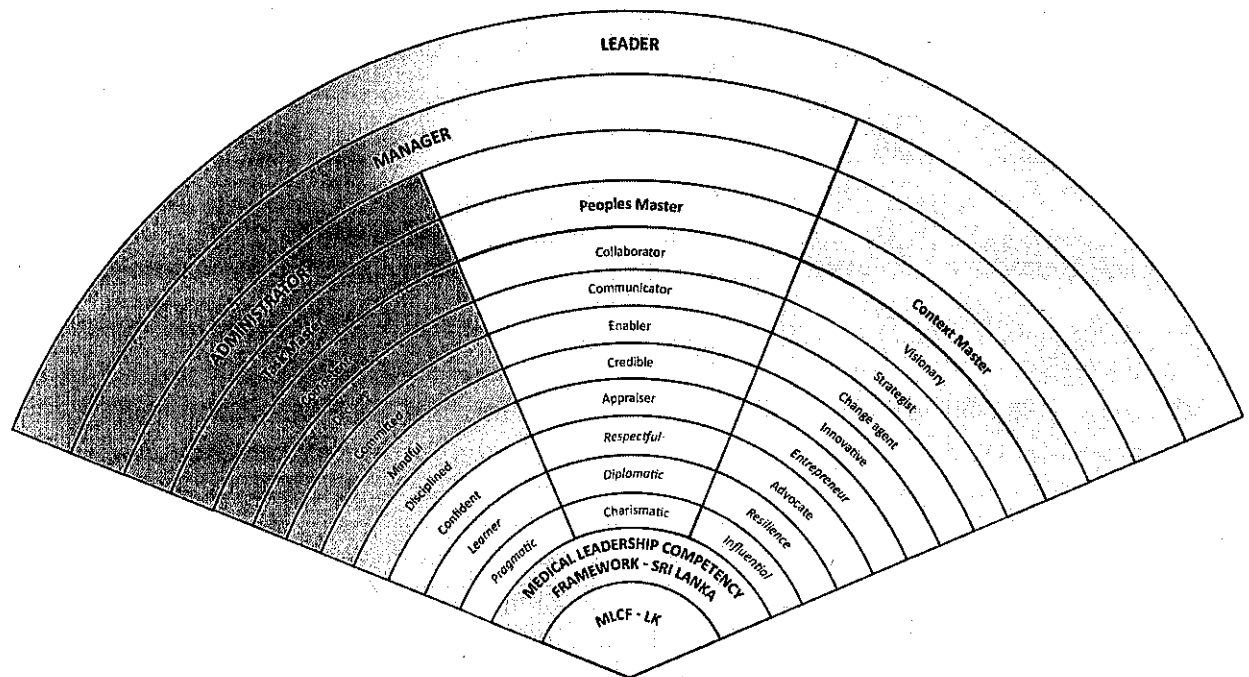 LEADER
MANAGER
ADMINISTRATOR
Task Master
Committed
Mindful
Disciplined
Confident
Learner
Pragmatic
Peoples Master
Collaborator
Communicator
Enabler
Credible
Appraiser
Respectful
Diplomatic
Charismatic
Context Master
Visionary
Strategist
Change agent
Innovative
Entrepreneur
Advocate
Resilience
Influential
MEDICAL LEADERSHIP COMPETENCY
FRAMEWORK - SRI LANKA
MLCF - LK